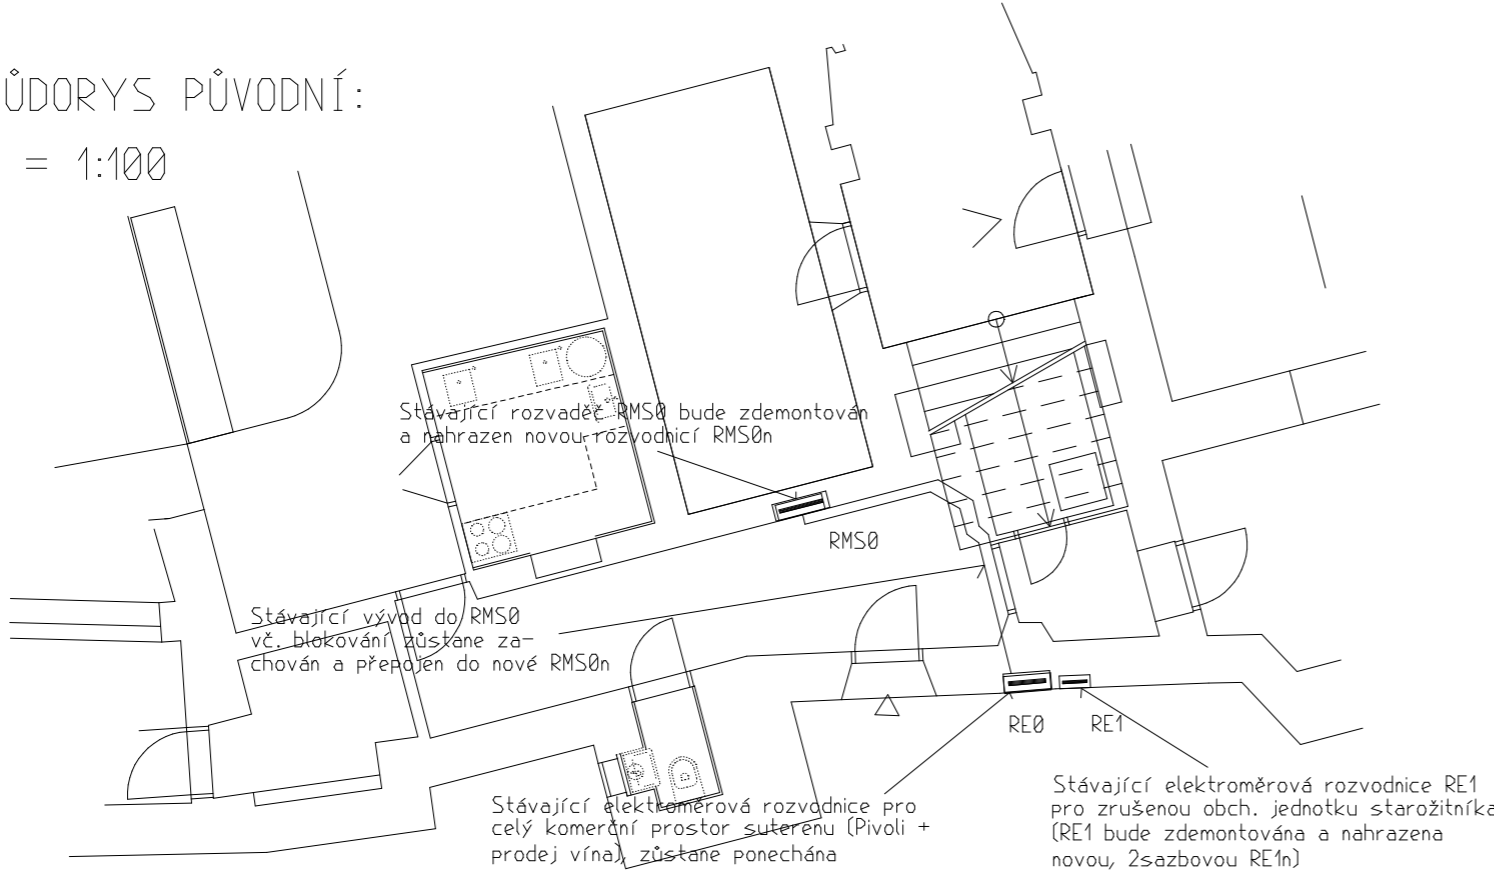 ŮDORYS PŮVODNÍ:
= 1:100
Stávající rozvaděč RMS0 bude zdemontován
a nahrazen novou rozvodnicí RMS0n
RMS0
Stávající vývod do RMS0
vč. blokování zůstane za-
chován a přepojen do nové RMS0n
RE0
RE1
Stávající elektroměrová rozvodnice pro
celý komerční prostor suterenu (Pivoli +
prodej vína), zůstane ponechána
Stávající elektroměrová rozvodnice RE1
pro zrušenou obch. jednotku starožitníka
(RE1 bude zdemontována a nahrazena
novou, 2sazbovou RE1n)